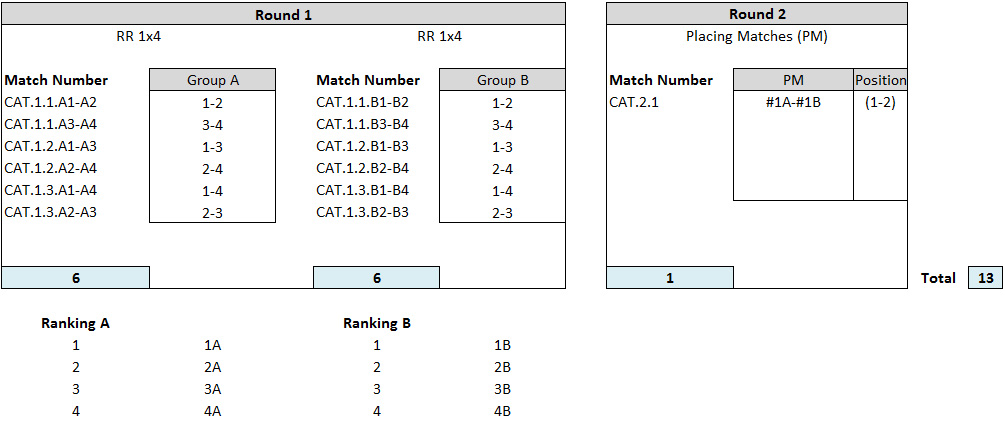 Round 1 Round 2
RR 1x4 RR 1x4 Placing Matches (PM)
Match Number Group A Match Number Group B Match Number PM Position
CAT.1.1.A1-A2 1-2 CAT.1.1.B1-B2 1-2 CAT.2.1 #1A-#1B (1-2)
CAT.1.1.A3-A4 3-4 CAT.1.1.B3-B4 3-4
CAT.1.2.A1-A3 1-3 CAT.1.2.B1-B3 1-3
CAT.1.2.A2-A4 2-4 CAT.1.2.B2-B4 2-4
CAT.1.3.A1-A4 1-4 CAT.1.3.B1-B4 1-4
CAT.1.3.A2-A3 2-3 CAT.1.3.B2-B3 2-3
6 6 1 Total 13
Ranking A Ranking B
1 1A 1 1B
2 2A 2 2B
3 3A 3 3B
4 4A 4 4B